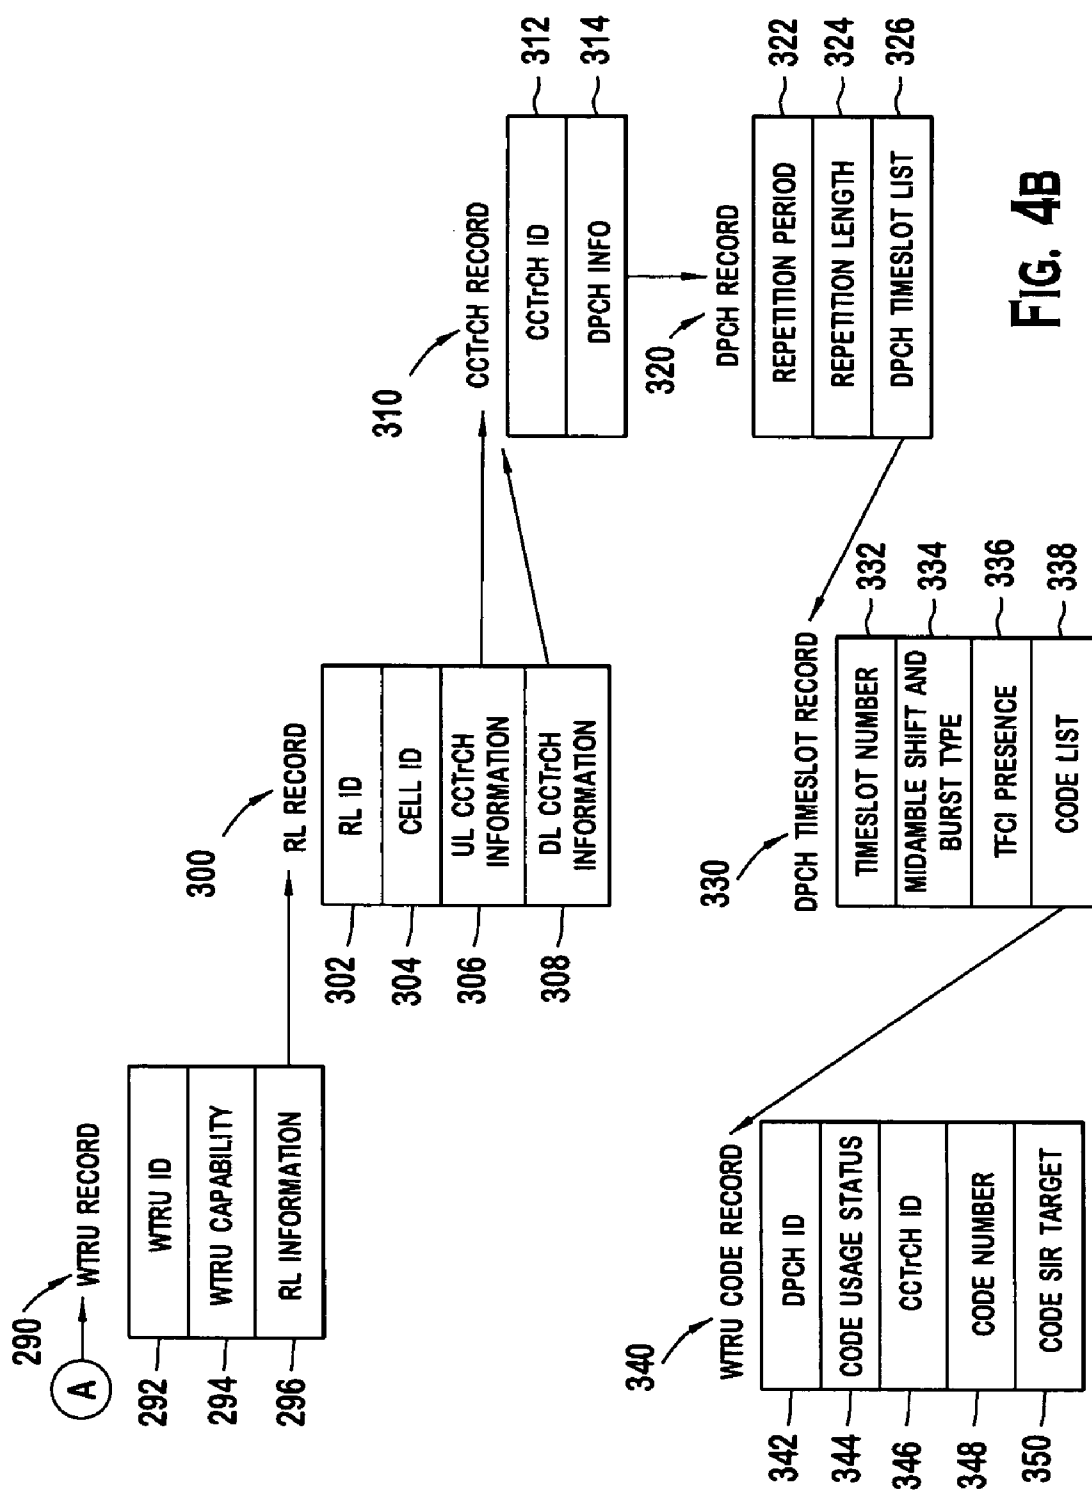 290
A
WTRU RECORD
292
WTRU ID
294
WTRU CAPABILITY
296
RL INFORMATION
300
RL RECORD
302
RL ID
304
CELL ID
306
UL CCTrCH
INFORMATION
308
DL CCTrCH
INFORMATION
310
CCTrCH RECORD
CCTrCH ID
312
DPCH INFO
314
320
DPCH RECORD
REPETITION PERIOD
322
REPETITION LENGTH
324
DPCH TIMESLOT LIST
326
330
DPCH TIMESLOT RECORD
TIMESLOT NUMBER
332
MIDAMBLE SHIFT AND
BURST TYPE
334
TFCI PRESENCE
336
CODE LIST
338
340
WTRU CODE RECORD
342
DPCH ID
344
CODE USAGE STATUS
346
CCTrCH ID
348
CODE NUMBER
350
CODE SIR TARGET
FIG. 4B